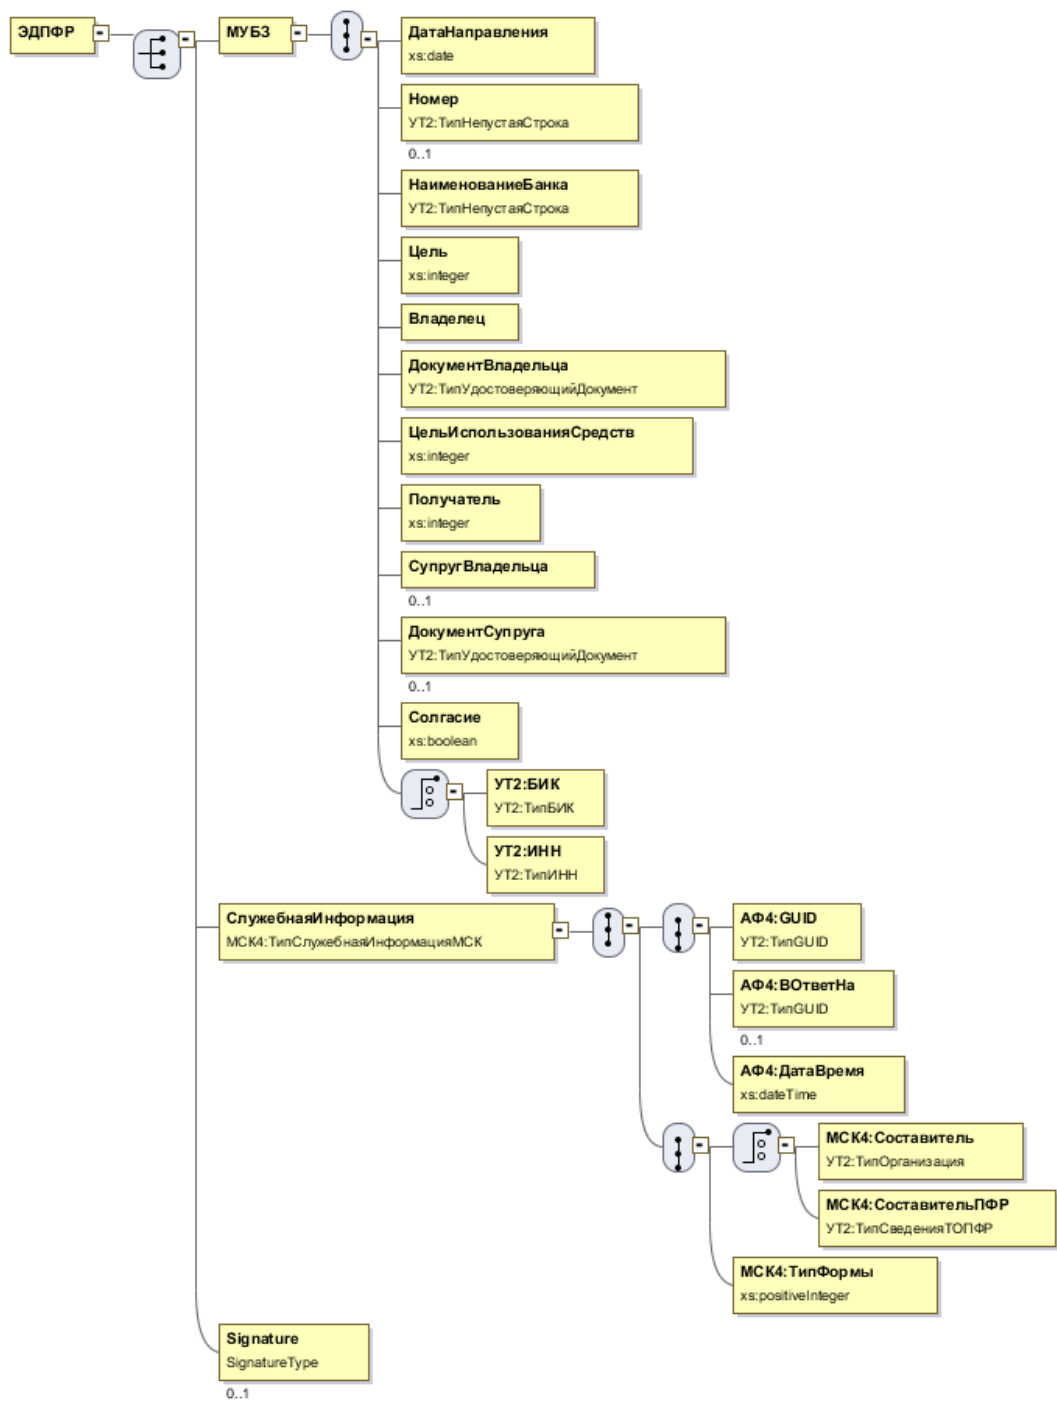 ЭДПФР
МУБЗ
ДатаНаправления
xs:date
Номер
УТ2:ТипНепустаяСтрока
0..1
НаименованиеБанка
УТ2:ТипНепустаяСтрока
Цель
xs:integer
Владелец
ДокументВладельца
УТ2:ТипУдостоверяющийДокумент
ЦельИспользованияСредств
xs:integer
Получатель
xs:integer
СупругВладельца
0..1
ДокументСупруга
УТ2:ТипУдостоверяющийДокумент
0..1
Солгасие
xs:boolean
УТ2:БИК
УТ2:ТипБИК
УТ2:ИНН
УТ2:ТипИНН
СлужебнаяИнформация
МСК4:ТипСлужебнаяИнформацияМСК
АФ4:GUID
УТ2:ТипGUID
АФ4:ВОтветНа
УТ2:ТипGUID
0..1
АФ4:ДатаВремя
xs:dateTime
МСК4:Составитель
УТ2:ТипОрганизация
МСК4:СоставительПФР
УТ2:ТипСведенияТОПФР
МСК4:ТипФормы
xs:positiveInteger
Signature
SignatureType
0..1